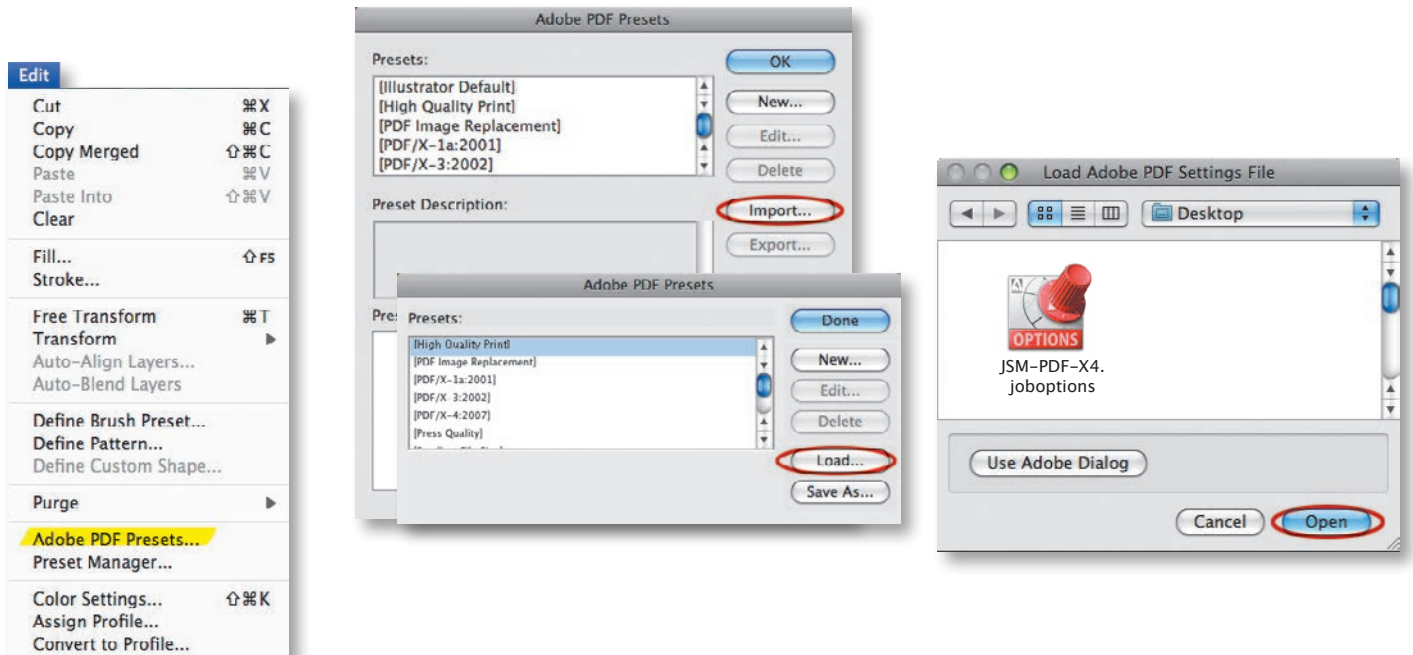 Edit
Cut ⌘X
Copy ⌘C
Copy Merged ⇧⌘C
Paste ⌘V
Paste Into ⇧⌘V
Clear
Fill... ⇧F5
Stroke...
Free Transform ⌘T
Transform ▶
Auto-Align Layers...
Auto-Blend Layers
Define Brush Preset...
Define Pattern...
Define Custom Shape...
Purge ▶
Adobe PDF Presets...
Preset Manager...
Color Settings... ⇧⌘K
Assign Profile...
Convert to Profile...
Adobe PDF Presets
Presets:
[Illustrator Default]
[High Quality Print]
[PDF Image Replacement]
[PDF/X-1a:2001]
[PDF/X-3:2002]
OK
New...
Edit...
Delete
Import...
Export...
Preset Description:
Pre
Adobe PDF Presets
Presets:
[High Quality Print]
[PDF Image Replacement]
[PDF/X-1a:2001]
[PDF/X-3:2002]
[PDF/X-4:2007]
[Press Quality]
Done
New...
Edit...
Delete
Load...
Save As...
Load Adobe PDF Settings File
Desktop
OPTIONS
JSM-PDF-X4.
joboptions
Use Adobe Dialog
Cancel
Open